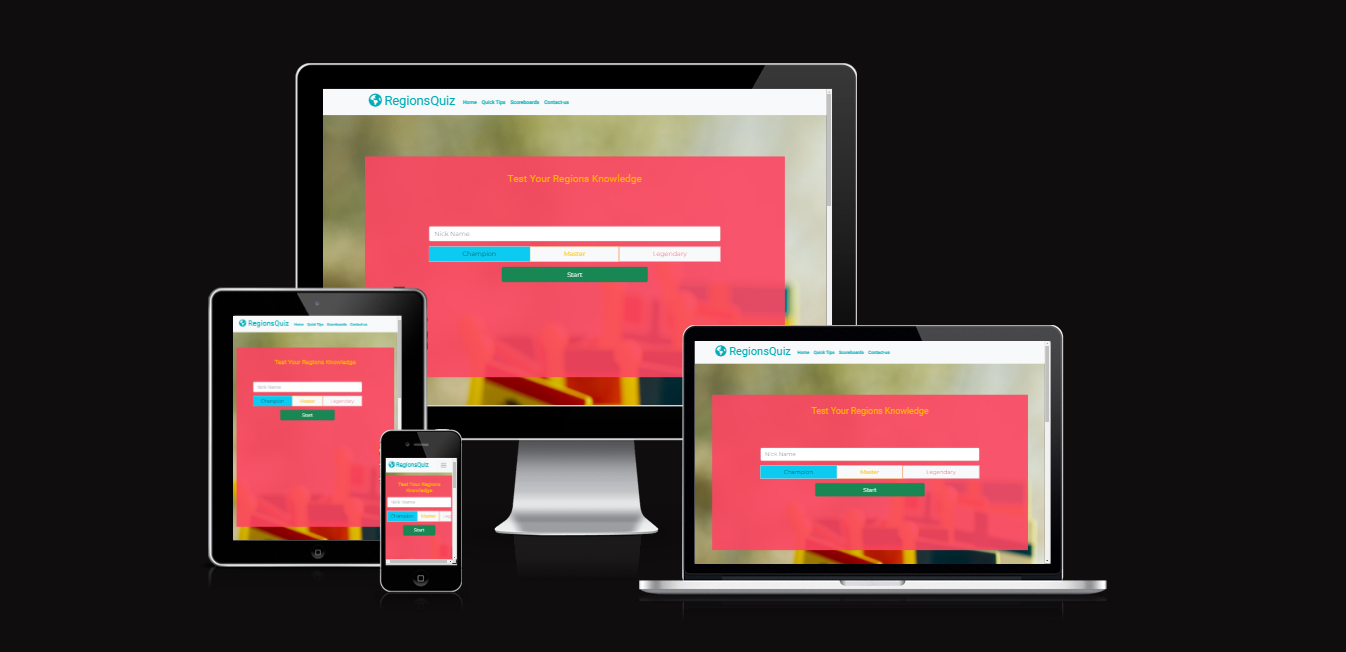 RegionsQuiz Home Quick Tips Scoreboards Contact-us
Test Your Regions Knowledge
Nick Name
Champion Master Legendary
Start
RegionsQuiz Home Quick Tips Scoreboards Contact-us
Test Your Regions Knowledge
Nick Name
Champion Master Legendary
Start
RegionsQuiz
Test Your Regions
Knowledge
Nick Name
Champion Master
Start
RegionsQuiz Home Quick Tips Scoreboards Contact-us
Test Your Regions Knowledge
Nick Name
Champion Master Legendary
Start